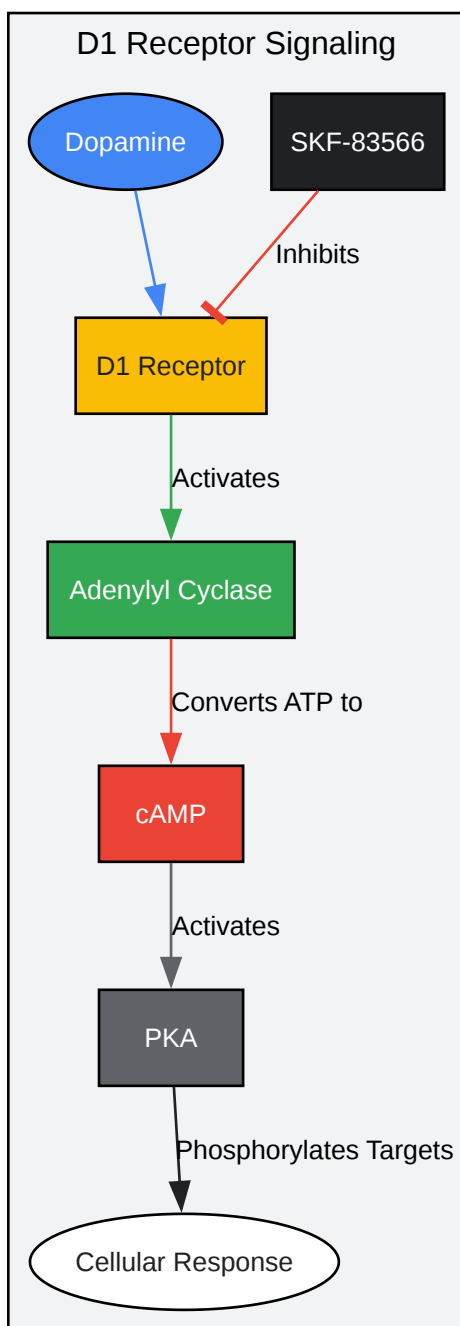 D1 Receptor Signaling
Dopamine
SKF-83566
Inhibits
D1 Receptor
Activates
Adenylyl Cyclase
Converts ATP to
cAMP
Activates
PKA
Phosphorylates Targets
Cellular Response